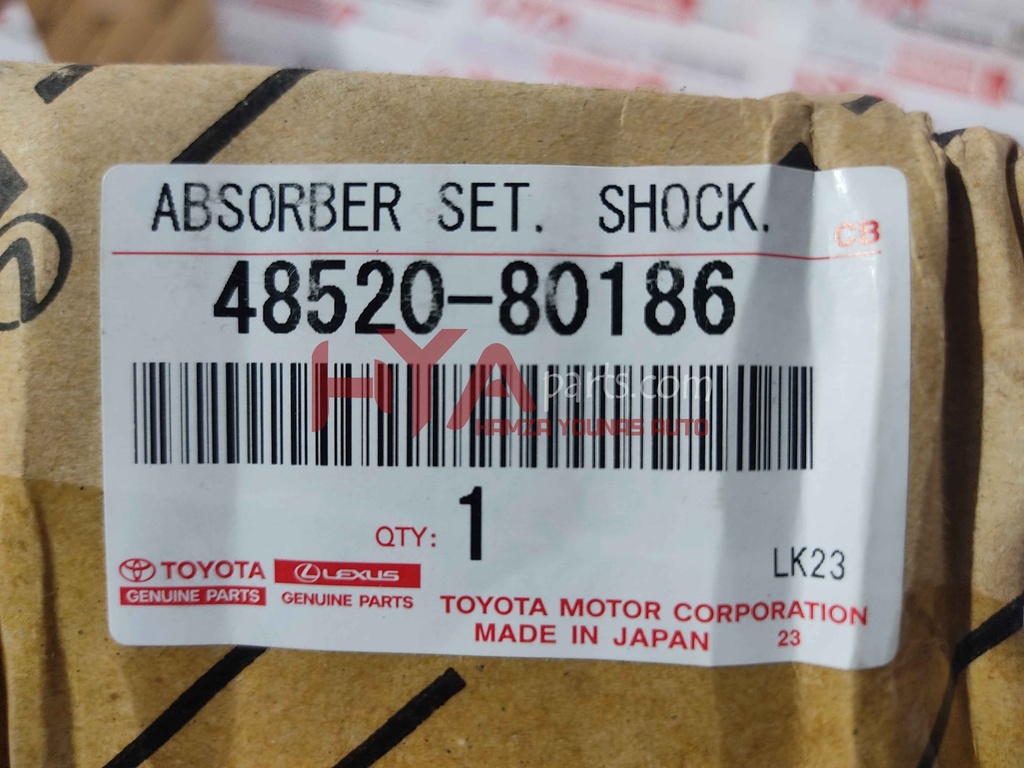 ABSORBER SET. SHOCK.
CB
48520-80186
HYA parts.com
HAMZA YOUNAS AUTO
QTY: 1
LK23
TOYOTA
GENUINE PARTS
LEXUS
GENUINE PARTS
TOYOTA MOTOR CORPORATION
MADE IN JAPAN 23